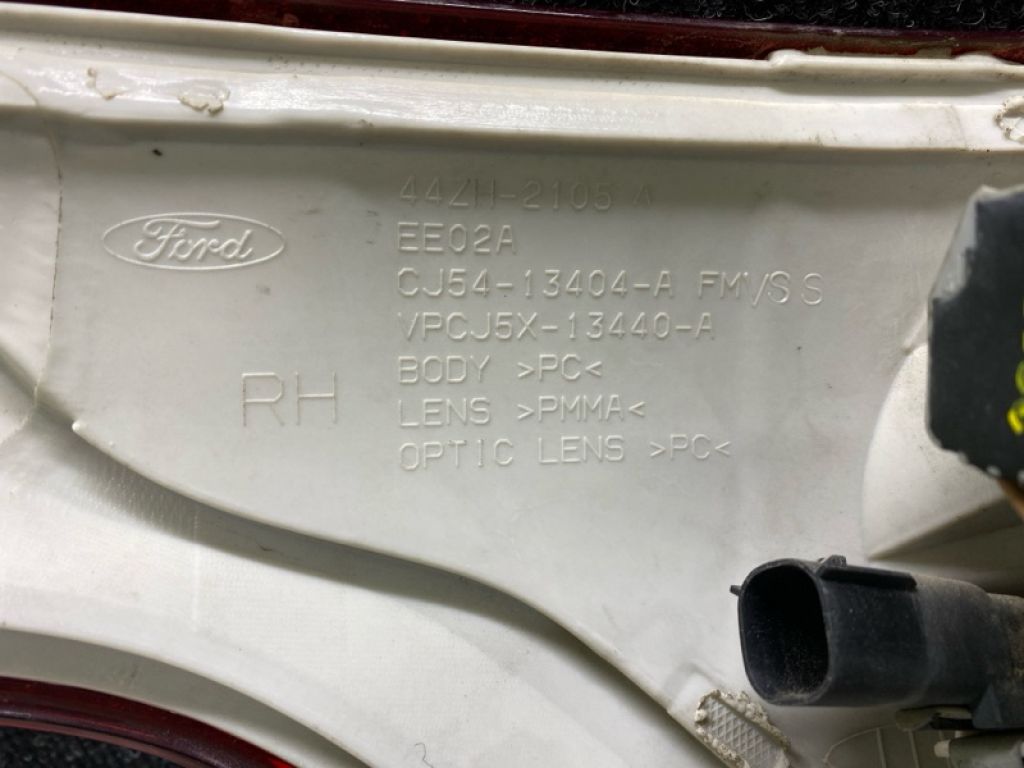 44ZH-2105 A
Ford
EE02A
CJ54-13404-A FMVSS
VPCJ5X-13440-A
BODY >PC<
RH
LENS >PMMA<
OPTIC LENS >PC<